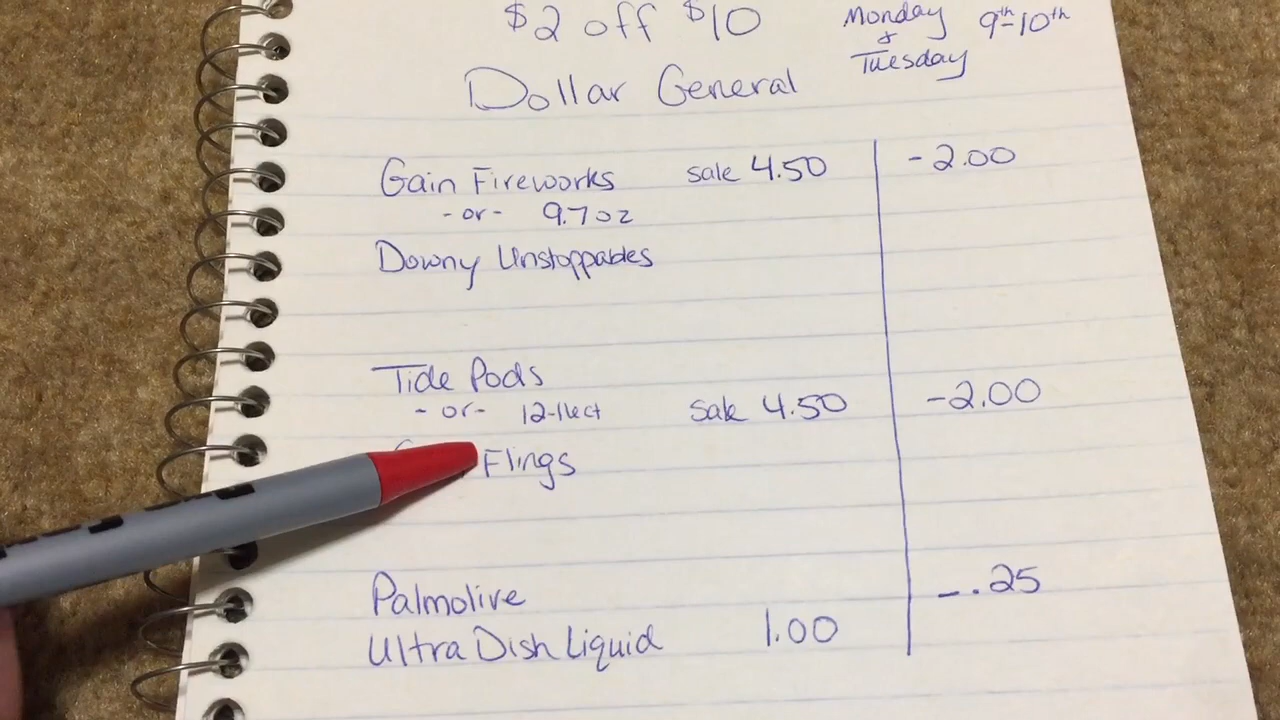 $2 off $10
Monday & Tuesday 9th-10th
Dollar General
Gain Fireworks sale 4.50 -2.00
-or- 9.7oz
Downy Unstoppables
Tide Pods
-or- 12-16ct sale 4.50 -2.00
Flings
Palmolive -.25
Ultra Dish Liquid 1.00